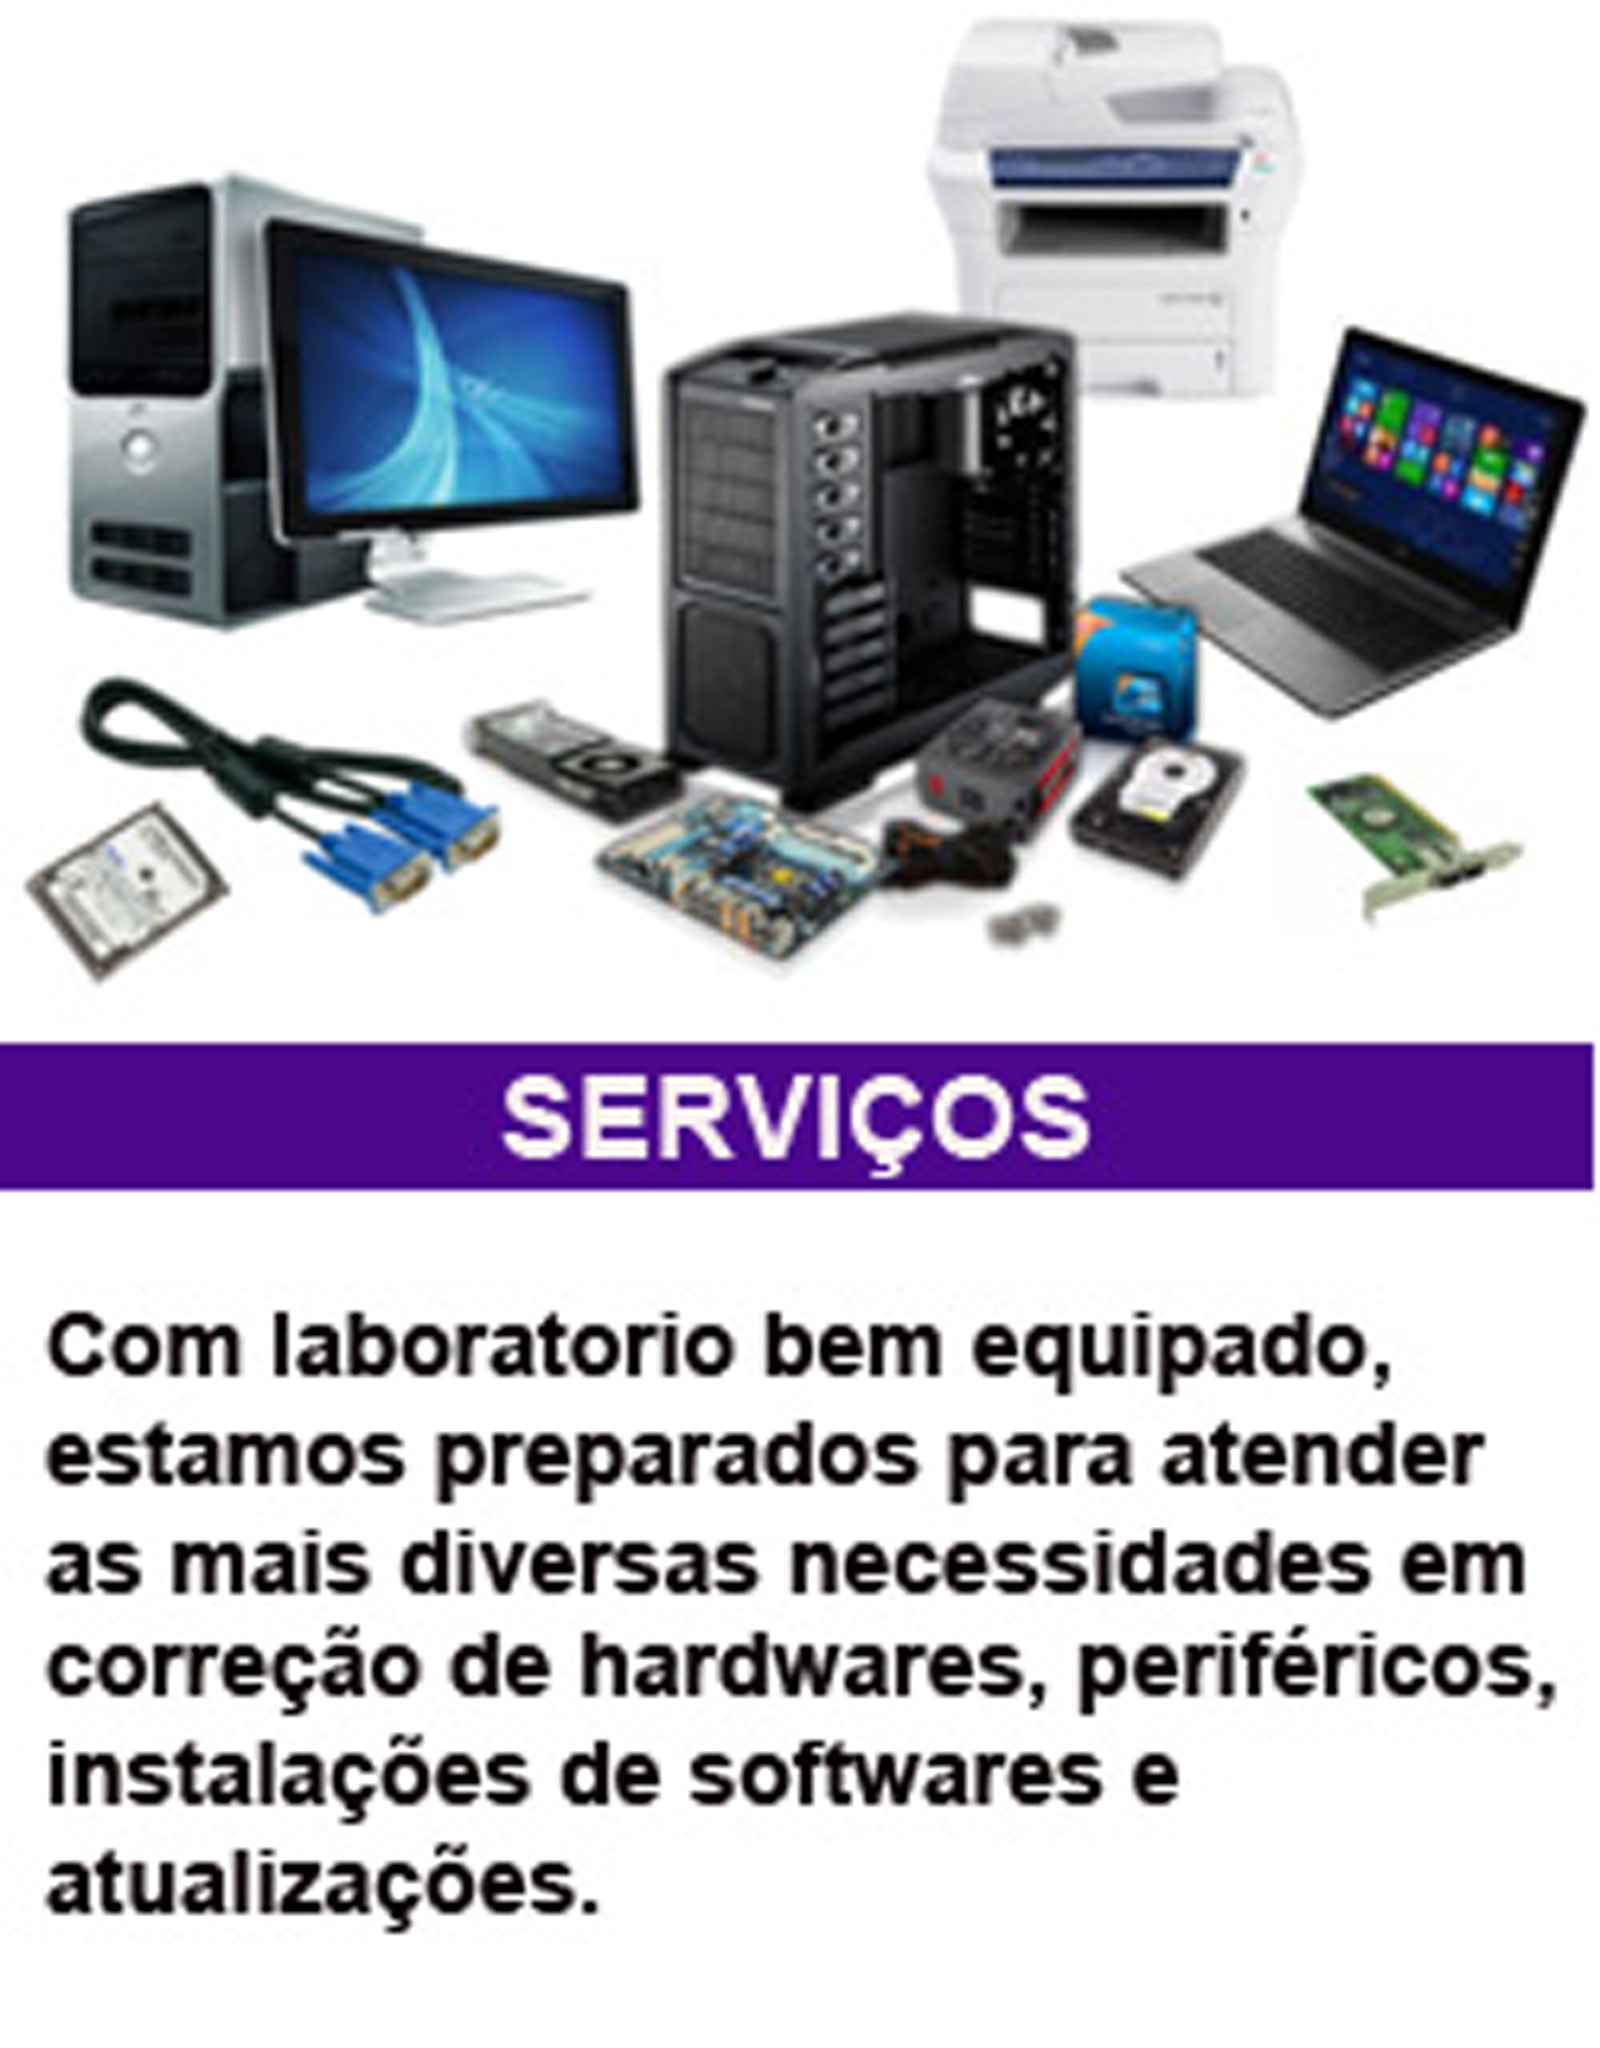 SERVIÇOS
Com laboratorio bem equipado,
estamos preparados para atender
as mais diversas necessidades em
correção de hardwares, periféricos,
instalações de softwares e
atualizações.